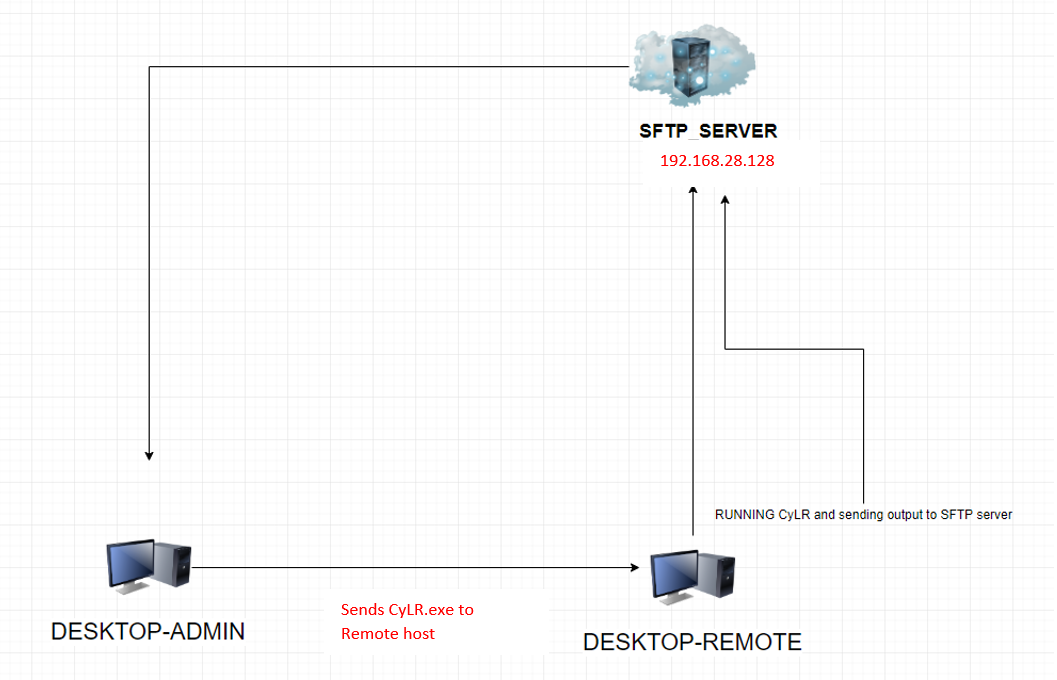 SFTP_SERVER
192.168.28.128
RUNNING CyLR and sending output to SFTP server
Sends CyLR.exe to
Remote host
DESKTOP-ADMIN
DESKTOP-REMOTE